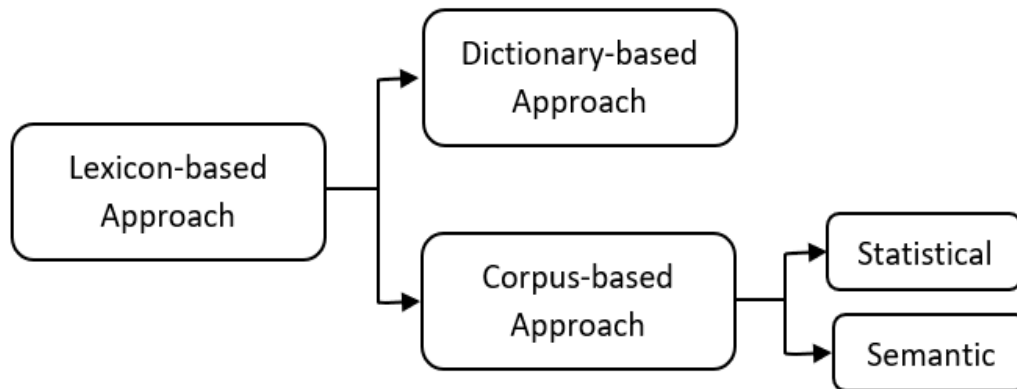 Lexicon-based
Approach
Dictionary-based
Approach
Corpus-based
Approach
Statistical
Semantic